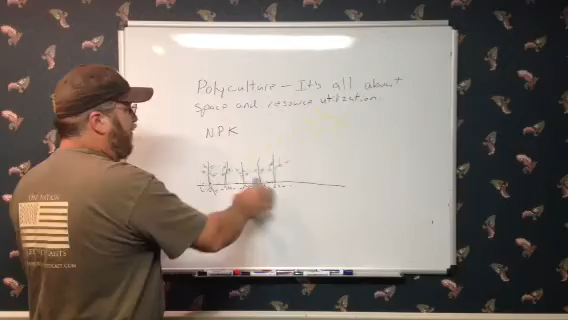 Polyculture - It's all about
space and resource utilization.
NPK